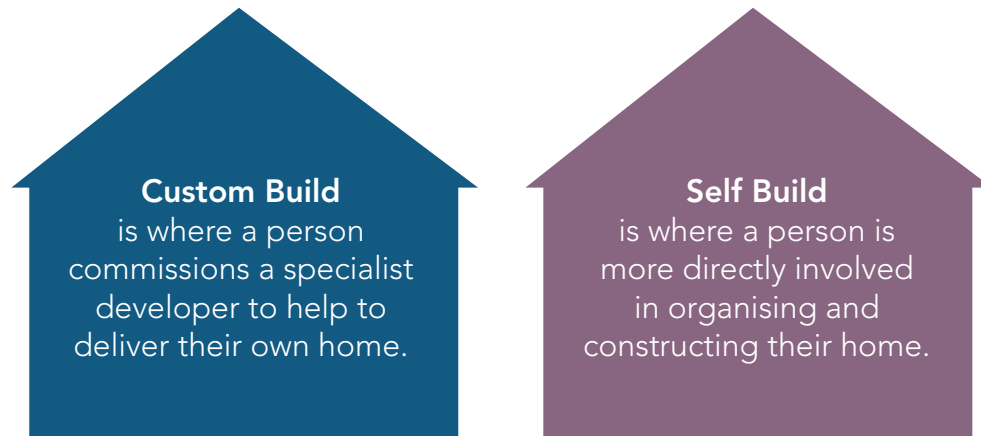 Custom Build
is where a person
commissions a specialist
developer to help to
deliver their own home.
Self Build
is where a person is
more directly involved
in organising and
constructing their home.